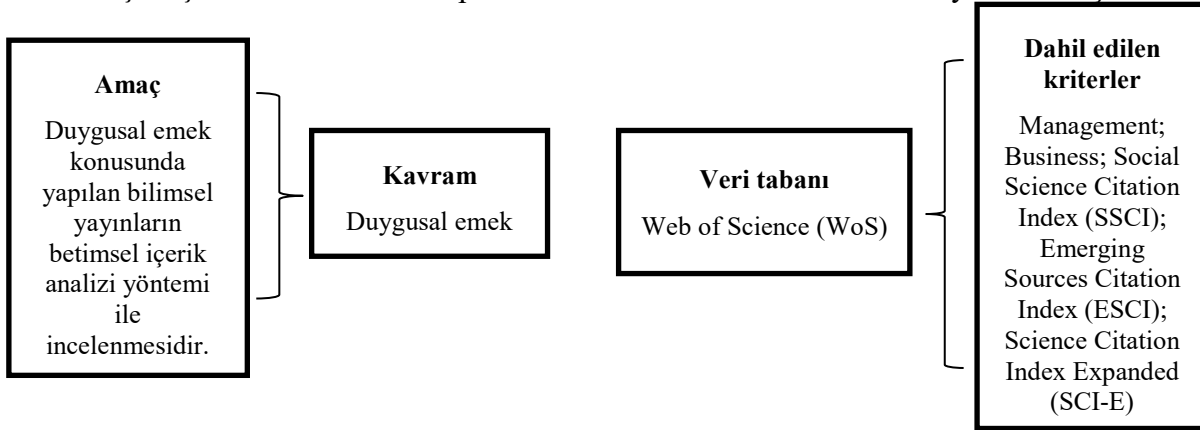 Amaç
Duygusal emek
konusunda
yapılan bilimsel
yayınların
betimsel içerik
analizi yöntemi
ile
incelenmesidir.
Kavram
Duygusal emek
Veri tabanı
Web of Science (WoS)
Dahil edilen
kriterler
Management;
Business; Social
Science Citation
Index (SSCI);
Emerging
Sources Citation
Index (ESCI);
Science Citation
Index Expanded
(SCI-E)